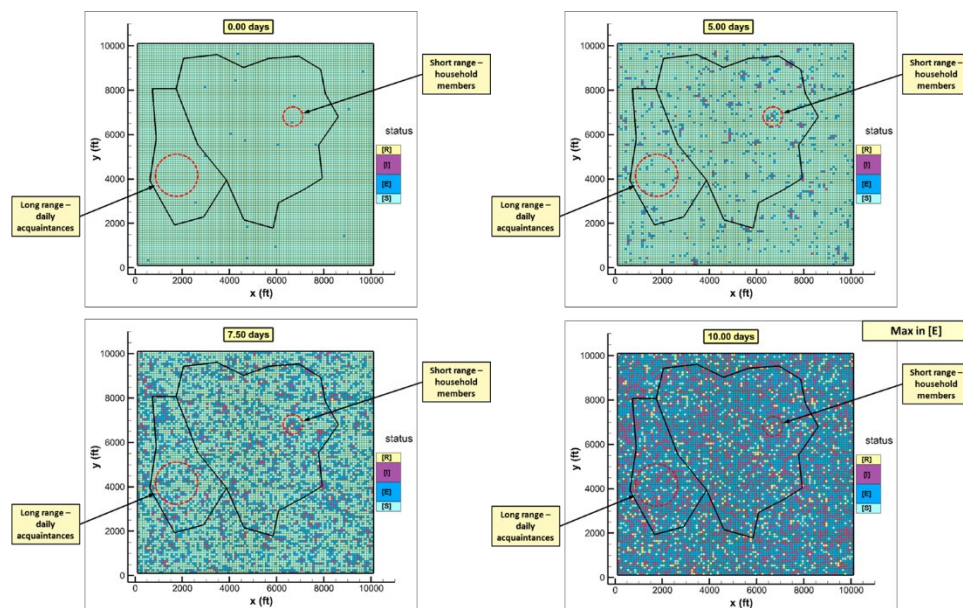 0.00 days
10000
8000
6000
4000
2000
0
y (ft)
0
2000
4000
6000
8000
10000
x (ft)
Short range –
household
members
status
[R]
[I]
[E]
[S]
Long range –
daily
acquaintances
5.00 days
10000
8000
6000
4000
2000
0
y (ft)
0
2000
4000
6000
8000
10000
x (ft)
Short range –
household
members
status
[R]
[I]
[E]
[S]
Long range –
daily
acquaintances
7.50 days
10000
8000
6000
4000
2000
0
y (ft)
0
2000
4000
6000
8000
10000
x (ft)
Short range –
household
members
status
[R]
[I]
[E]
[S]
Long range –
daily
acquaintances
10.00 days
Max in [E]
10000
8000
6000
4000
2000
0
y (ft)
0
2000
4000
6000
8000
10000
x (ft)
Short range –
household
members
status
[R]
[I]
[E]
[S]
Long range –
daily
acquaintances